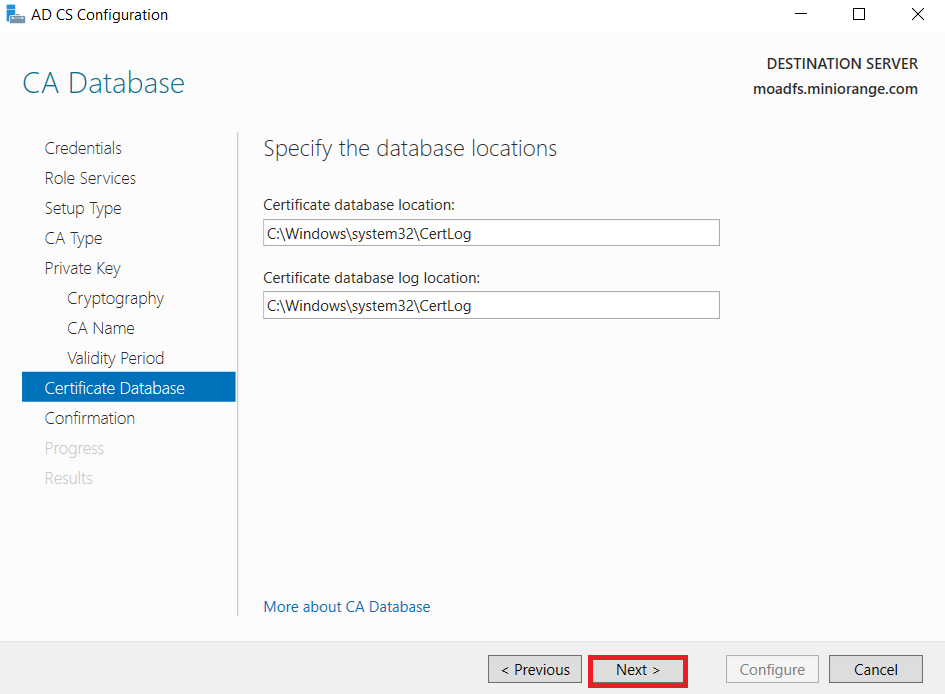 AD CS Configuration
CA Database
DESTINATION SERVER
moadfs.miniorange.com
Credentials
Role Services
Setup Type
CA Type
Private Key
Cryptography
CA Name
Validity Period
Certificate Database
Confirmation
Progress
Results
Specify the database locations
Certificate database location:
C:\Windows\system32\CertLog
Certificate database log location:
C:\Windows\system32\CertLog
More about CA Database
< Previous
Next >
Configure
Cancel